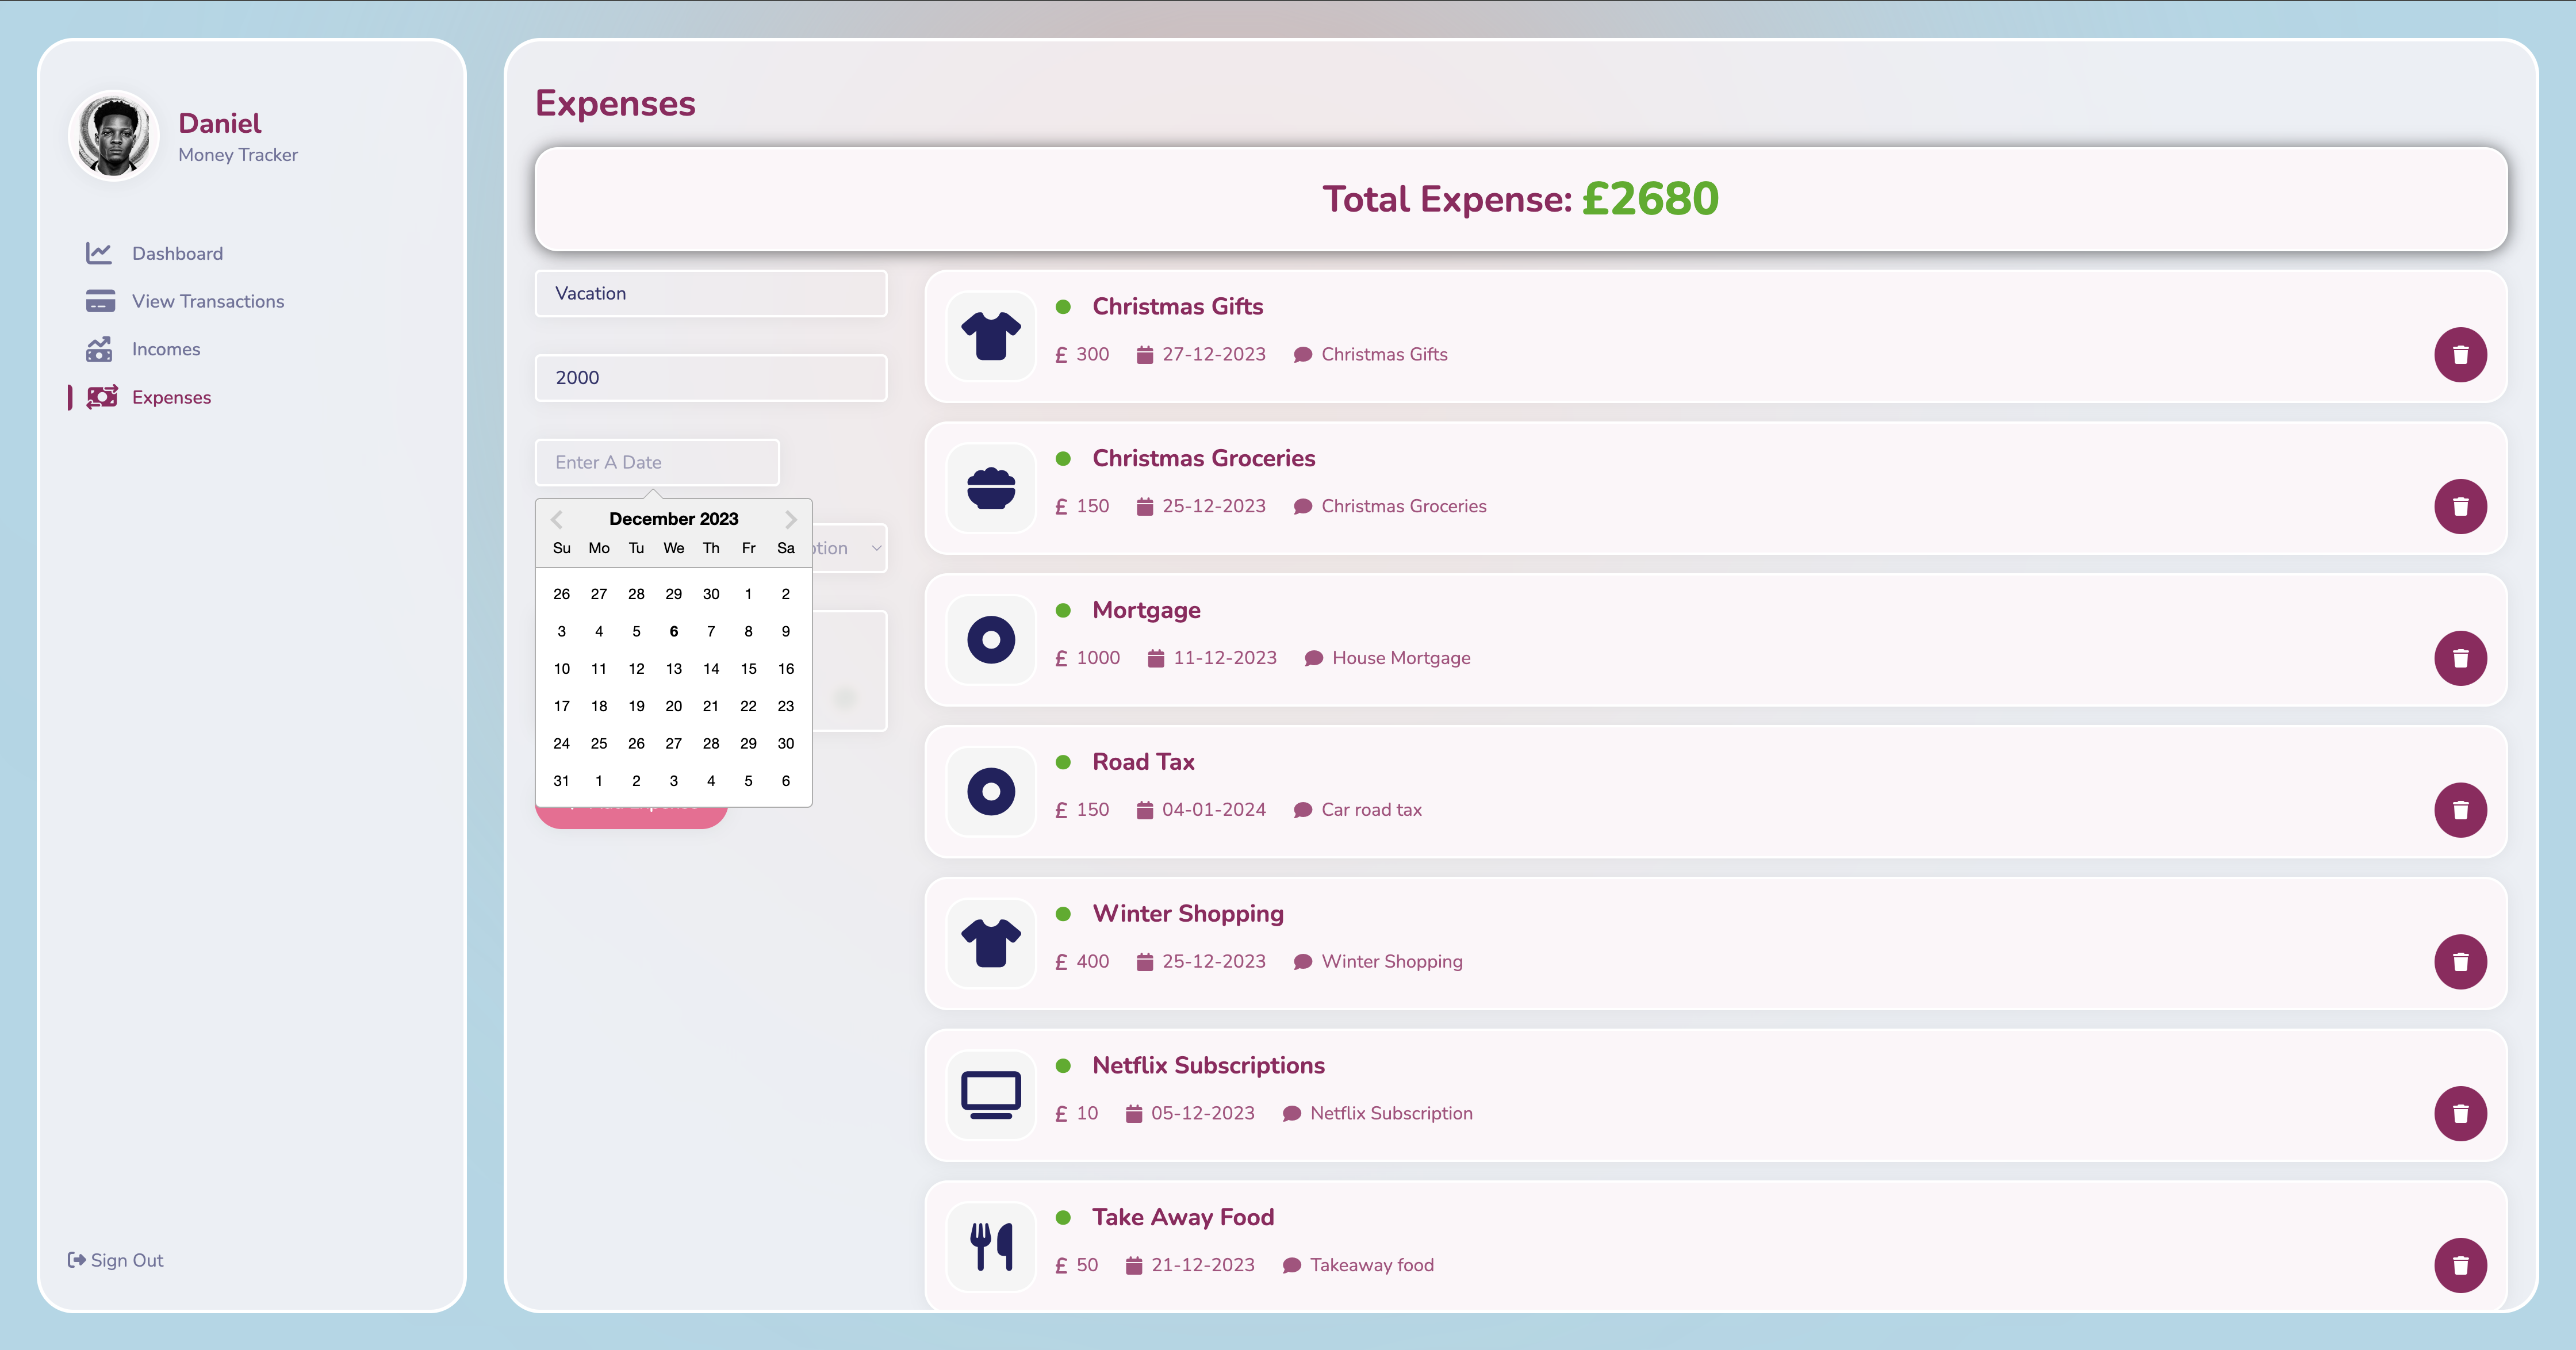 Daniel
Money Tracker
Dashboard
View Transactions
Incomes
Expenses
Sign Out
Expenses
Total Expense: £2680
Vacation
2000
Enter A Date
December 2023
Su Mo Tu We Th Fr Sa
26 27 28 29 30 1 2
3 4 5 6 7 8 9
10 11 12 13 14 15 16
17 18 19 20 21 22 23
24 25 26 27 28 29 30
31 1 2 3 4 5 6
Christmas Gifts
£ 300 27-12-2023 Christmas Gifts
Christmas Groceries
£ 150 25-12-2023 Christmas Groceries
Mortgage
£ 1000 11-12-2023 House Mortgage
Road Tax
£ 150 04-01-2024 Car road tax
Winter Shopping
£ 400 25-12-2023 Winter Shopping
Netflix Subscriptions
£ 10 05-12-2023 Netflix Subscription
Take Away Food
£ 50 21-12-2023 Takeaway food